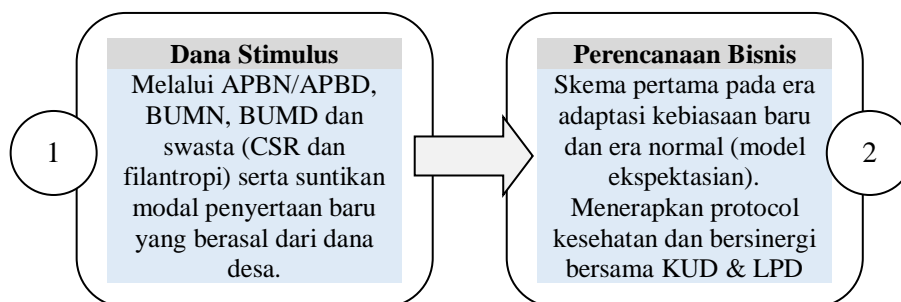 1
Dana Stimulus
Melalui APBN/APBD,
BUMN, BUMD dan
swasta (CSR dan
filantropi) serta suntikan
modal penyertaan baru
yang berasal dari dana
desa.
Perencanaan Bisnis
Skema pertama pada era
adaptasi kebiasaan baru
dan era normal (model
ekspektasian).
Menerapkan protocol
kesehatan dan bersinergi
bersama KUD & LPD
2